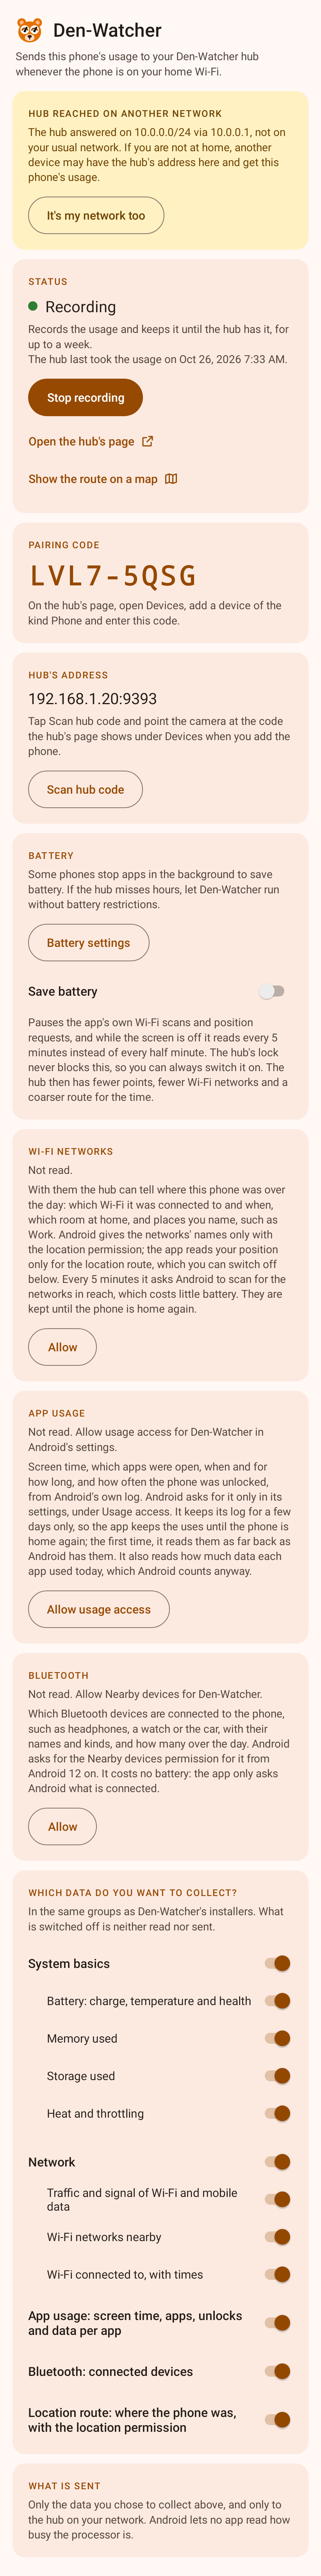 Den-Watcher
Sends this phone's usage to your Den-Watcher hub
whenever the phone is on your home Wi-Fi.
HUB REACHED ON ANOTHER NETWORK
The hub answered on 10.0.0.0/24 via 10.0.0.1, not on
your usual network. If you are not at home, another
device may have the hub's address here and get this
phone's usage.
It's my network too
STATUS
Recording
Records the usage and keeps it until the hub has it, for
up to a week.
The hub last took the usage on Oct 26, 2026 7:33 AM.
Stop recording
Open the hub's page
Show the route on a map
PAIRING CODE
LVL7-5QSG
On the hub's page, open Devices, add a device of the
kind Phone and enter this code.
HUB'S ADDRESS
192.168.1.20:9393
Tap Scan hub code and point the camera at the code
the hub's page shows under Devices when you add the
phone.
Scan hub code
BATTERY
Some phones stop apps in the background to save
battery. If the hub misses hours, let Den-Watcher run
without battery restrictions.
Battery settings
Save battery
Pauses the app's own Wi-Fi scans and position
requests, and while the screen is off it reads every 5
minutes instead of every half minute. The hub's lock
never blocks this, so you can always switch it on. The
hub then has fewer points, fewer Wi-Fi networks and a
coarser route for the time.
WI-FI NETWORKS
Not read.
With them the hub can tell where this phone was over
the day: which Wi-Fi it was connected to and when,
which room at home, and places you name, such as
Work. Android gives the networks' names only with
the location permission; the app reads your position
only for the location route, which you can switch off
below. Every 5 minutes it asks Android to scan for the
networks in reach, which costs little battery. They are
kept until the phone is home again.
Allow
APP USAGE
Not read. Allow usage access for Den-Watcher in
Android's settings.
Screen time, which apps were open, when and for
how long, and how often the phone was unlocked,
from Android's own log. Android asks for it only in its
settings, under Usage access. It keeps its log for a few
days only, so the app keeps the uses until the phone is
home again; the first time, it reads them as far back as
Android has them. It also reads how much data each
app used today, which Android counts anyway.
Allow usage access
BLUETOOTH
Not read. Allow Nearby devices for Den-Watcher.
Which Bluetooth devices are connected to the phone,
such as headphones, a watch or the car, with their
names and kinds, and how many over the day. Android
asks for the Nearby devices permission for it from
Android 12 on. It costs no battery: the app only asks
Android what is connected.
Allow
WHICH DATA DO YOU WANT TO COLLECT?
In the same groups as Den-Watcher's installers. What
is switched off is neither read nor sent.
System basics
Battery: charge, temperature and health
Memory used
Storage used
Heat and throttling
Network
Traffic and signal of Wi-Fi and mobile
data
Wi-Fi networks nearby
Wi-Fi connected to, with times
App usage: screen time, apps, unlocks
and data per app
Bluetooth: connected devices
Location route: where the phone was,
with the location permission
WHAT IS SENT
Only the data you chose to collect above, and only to
the hub on your network. Android lets no app read how
busy the processor is.